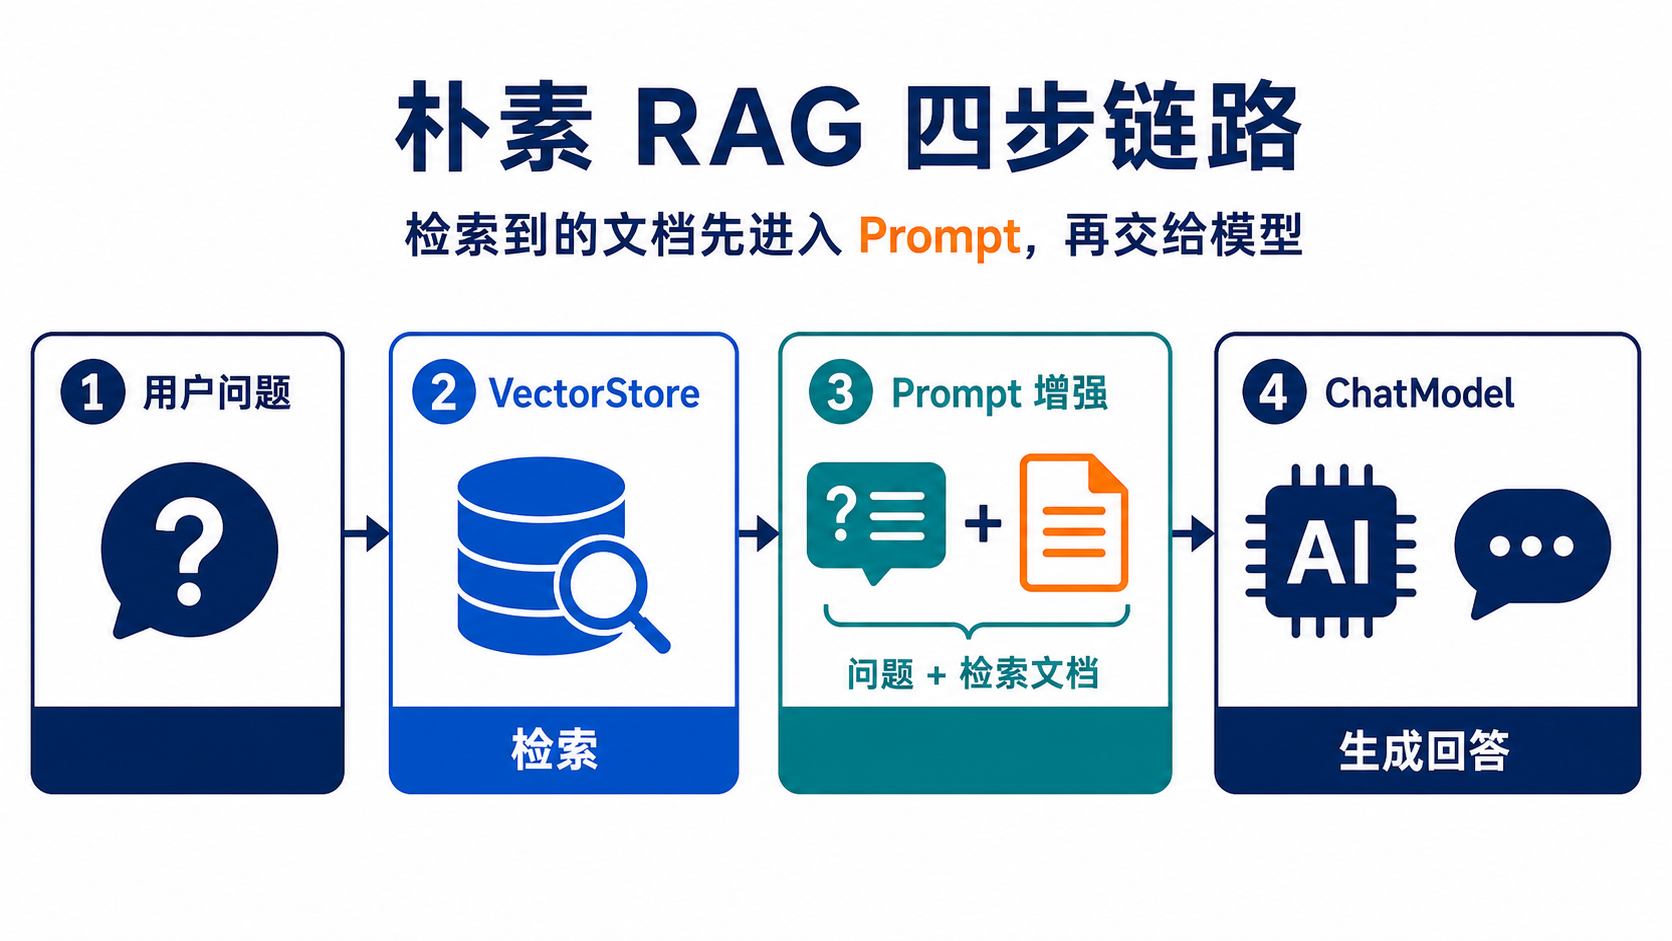 朴素 RAG 四步链路
检索到的文档先进入 Prompt，再交给模型
1 用户问题
?
2 VectorStore
检索
3 Prompt 增强
? +
问题 + 检索文档
4 ChatModel
AI
生成回答